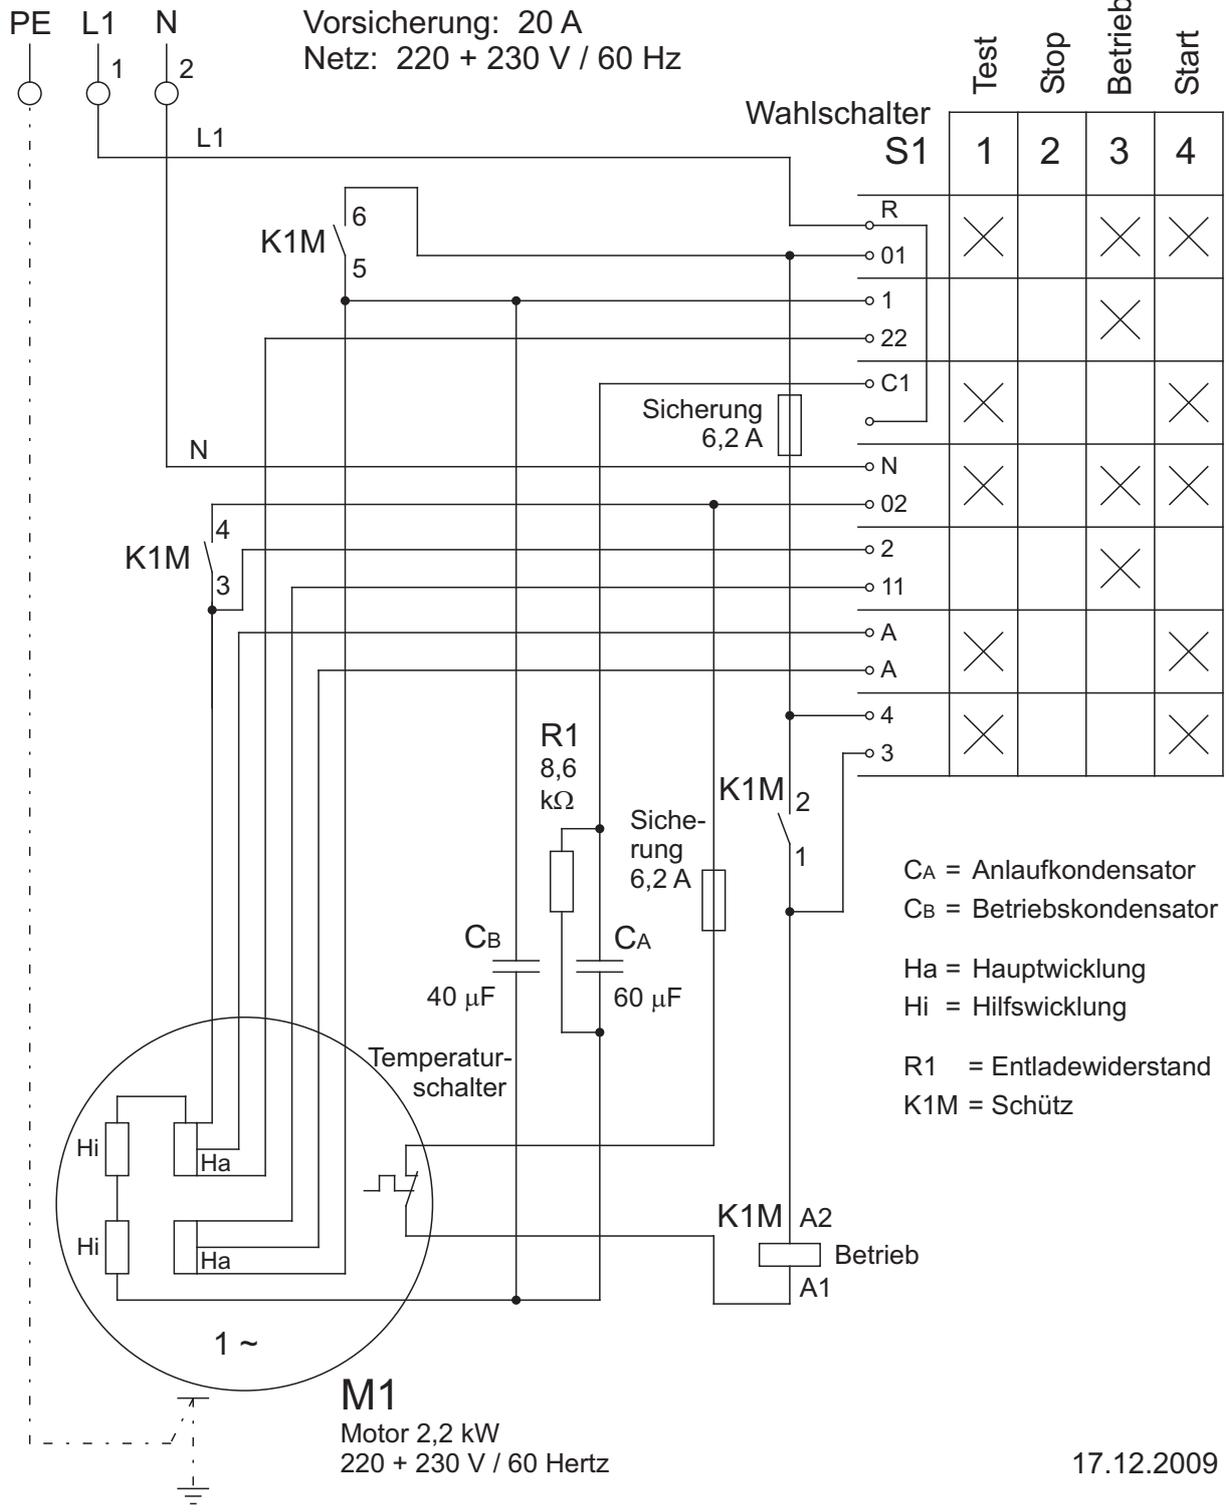 PE L1 N
Vorsicherung: 20 A
Netz: 220 + 230 V / 60 Hz
1
2
L1
Test
Stop
Betrieb
Start
Wahlschalter
S1 1 2 3 4
R
01
1
22
C1
N
02
2
11
A
A
4
3
K1M
6
5
Sicherung
6,2 A
N
K1M
4
3
R1
8,6
kΩ
K1M
2
1
Siche-
rung
6,2 A
CB
40 μF
CA
60 μF
CA = Anlaufkondensator
CB = Betriebskondensator
Ha = Hauptwicklung
Hi = Hilfswicklung
R1 = Entladewiderstand
K1M = Schütz
Temperatur-
schalter
Hi
Ha
Hi
Ha
K1M A2
Betrieb
A1
1 ~
M1
Motor 2,2 kW
220 + 230 V / 60 Hertz
17.12.2009